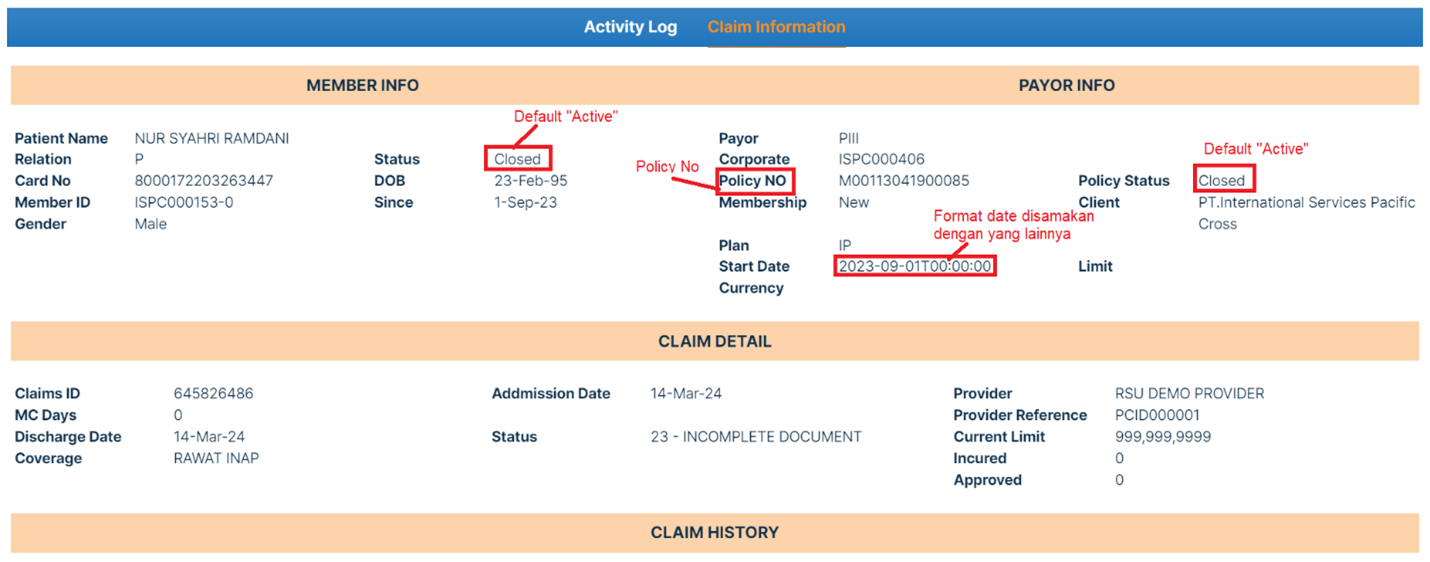 Activity Log Claim Information
MEMBER INFO PAYOR INFO
Default "Active"
Patient Name NUR SYAHRI RAMDANI Payor PIII
Default "Active"
Relation P Status Closed Corporate ISPC000406
Policy No
Card No 8000172203263447 DOB 23-Feb-95 Policy NO M00113041900085 Policy Status Closed
Member ID ISPC000153-0 Since 1-Sep-23 Membership New Client PT.International Services Pacific
Gender Male Cross
Format date disamakan
dengan yang lainnya
Plan IP
Start Date 2023-09-01T00:00:00 Limit
Currency
CLAIM DETAIL
Claims ID 645826486 Addmission Date 14-Mar-24 Provider RSU DEMO PROVIDER
MC Days 0 Provider Reference PCID000001
Discharge Date 14-Mar-24 Status 23 - INCOMPLETE DOCUMENT Current Limit 999,999,9999
Coverage RAWAT INAP Incured 0
Approved 0
CLAIM HISTORY